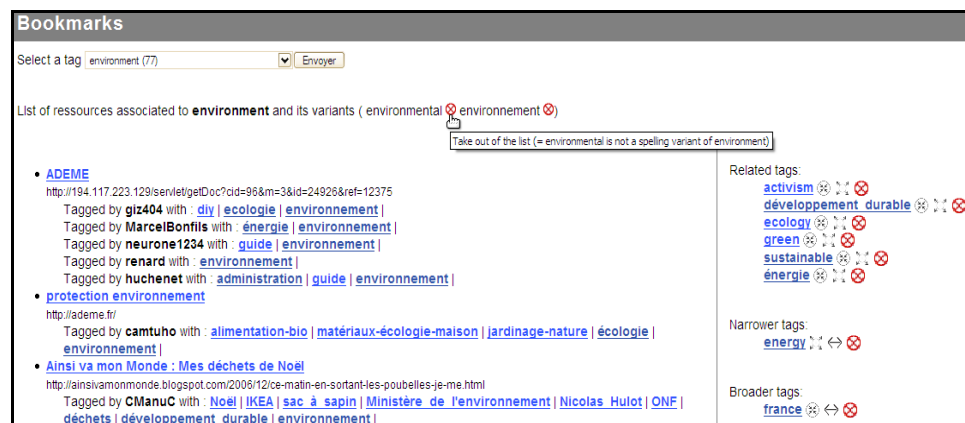 Bookmarks
Select a tag environment (77) Envoyer
List of ressources associated to environment and its variants ( environmental environnement )
Take out of the list (= environmental is not a spelling variant of environment)
ADEME
http://194.117.223.129/servlet/getDoc?cid=96&m=3&id=24926&ref=12375
Tagged by giz404 with : diy | ecologie | environnement |
Tagged by MarcelBonfils with : énergie | environnement |
Tagged by neurone1234 with : guide | environnement |
Tagged by renard with : environnement |
Tagged by huchenet with : administration | guide | environnement |
protection environnement
http://ademe.fr/
Tagged by camtuho with : alimentation-bio | matériaux-écologie-maison | jardinage-nature | écologie |
environnement |
Ainsi va mon Monde : Mes déchets de Noël
http://ainsivamonmonde.blogspot.com/2006/12/ce-matin-en-sortant-les-poubelles-je-me.html
Tagged by CManuC with : Noël | IKEA | sac à sapin | Ministère de l'environnement | Nicolas Hulot | ONF |
déchets | développement durable | environnement |
Related tags:
activism
développement durable
ecology
green
sustainable
énergie
Narrower tags:
energy
Broader tags:
france